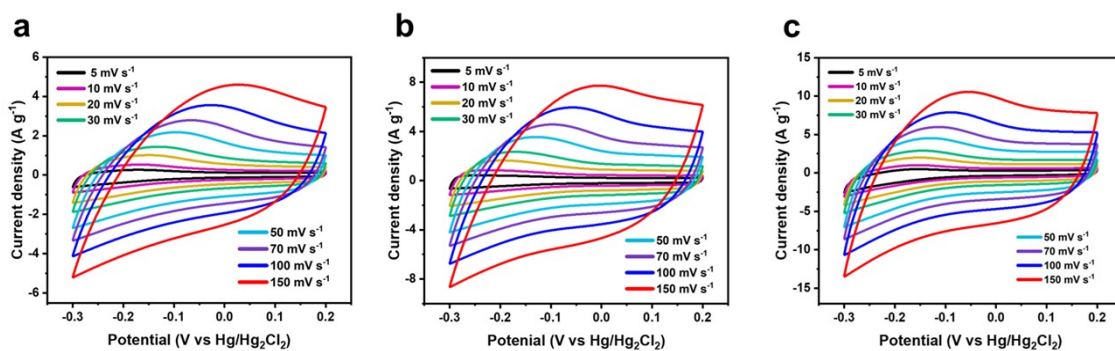 a
6
4
2
0
-2
-4
-6
Current density (A g⁻¹)
5 mV s⁻¹
10 mV s⁻¹
20 mV s⁻¹
30 mV s⁻¹
50 mV s⁻¹
70 mV s⁻¹
100 mV s⁻¹
150 mV s⁻¹
-0.3 -0.2 -0.1 0.0 0.1 0.2
Potential (V vs Hg/Hg₂Cl₂)
b
8
4
0
-4
-8
Current density (A g⁻¹)
5 mV s⁻¹
10 mV s⁻¹
20 mV s⁻¹
30 mV s⁻¹
50 mV s⁻¹
70 mV s⁻¹
100 mV s⁻¹
150 mV s⁻¹
-0.3 -0.2 -0.1 0.0 0.1 0.2
Potential (V vs Hg/Hg₂Cl₂)
c
15
10
5
0
-5
-10
-15
Current density (A g⁻¹)
5 mV s⁻¹
10 mV s⁻¹
20 mV s⁻¹
30 mV s⁻¹
50 mV s⁻¹
70 mV s⁻¹
100 mV s⁻¹
150 mV s⁻¹
-0.3 -0.2 -0.1 0.0 0.1 0.2
Potential (V vs Hg/Hg₂Cl₂)